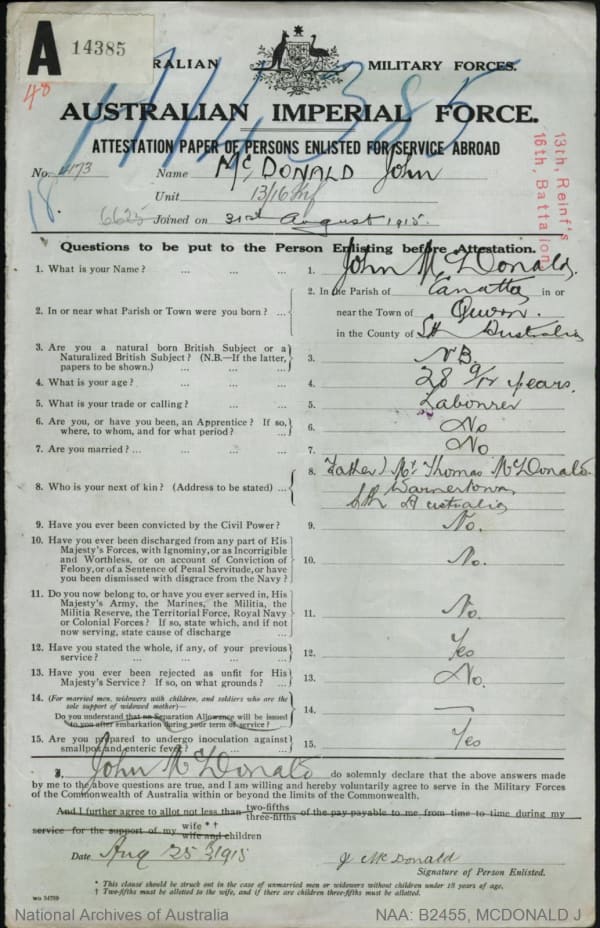 A 14385
AUSTRALIAN MILITARY FORCES.
48
AUSTRALIAN IMPERIAL FORCE.
ATTESTATION PAPER OF PERSONS ENLISTED FOR SERVICE ABROAD
13th, Reinf's
16th, Battalion
No. 4173 Name McDONALD John
18 Unit 13/16 Inf
6625 Joined on 31st August 1915.
Questions to be put to the Person Enlisting before Attestation.
1. What is your Name? ... ... ... 1. John McDonald.
2. In or near what Parish or Town were you born? ... 2. In the Parish of in or
near the Town of
in the County of Sth Australia
3. Are you a natural born British Subject or a
Naturalized British Subject? (N.B.—If the latter,
papers to be shown.) ... ... 3. NB.
4. What is your age? ... ... ... 4. 28 9/12 years.
5. What is your trade or calling? ... ... 5. Labourer
6. Are you, or have you been, an Apprentice? If so,
where, to whom, and for what period? ... 6. No
7. Are you married? ... ... ... 7. No
8. Who is your next of kin? (Address to be stated) ... 8. (Father) Mr Thomas McDonald.
Warnertown,
Sth Australia
9. Have you ever been convicted by the Civil Power? 9. No.
10. Have you ever been discharged from any part of His
Majesty's Forces, with Ignominy, or as Incorrigible
and Worthless, or on account of Conviction of
Felony, or of a Sentence of Penal Servitude, or have
you been dismissed with disgrace from the Navy? 10. No.
11. Do you now belong to, or have you ever served in, His
Majesty's Army, the Marines, the Militia, the
Militia Reserve, the Territorial Force, Royal Navy
or Colonial Forces? If so, state which, and if not
now serving, state cause of discharge ... 11. No.
12. Have you stated the whole, if any, of your previous
service? ... ... ... ... 12. Yes
13. Have you ever been rejected as unfit for His
Majesty's Service? If so, on what grounds? ... 13. No.
14. (For married men, widowers with children, and soldiers who are the
sole support of widowed mother)—
Do you understand that no Separation Allowance will be issued
to you after embarkation during your term of service? ... 14. —
15. Are you prepared to undergo inoculation against
smallpox and enteric fever? ... ... 15. Yes
I, John McDonald do solemnly declare that the above answers made
by me to the above questions are true, and I am willing and hereby voluntarily agree to serve in the Military Forces
of the Commonwealth of Australia within or beyond the limits of the Commonwealth.
And I further agree to allot not less than two-fifths three-fifths of the pay payable to me from time to time during my
service for the support of my wife * † wife and children
Date Aug 25th 1915 J McDonald
Signature of Person Enlisted.
* This clause should be struck out in the case of unmarried men or widowers without children under 18 years of age.
† Two-fifths must be allotted to the wife, and if there are children three-fifths must be allotted.
National Archives of Australia NAA: B2455, MCDONALD J